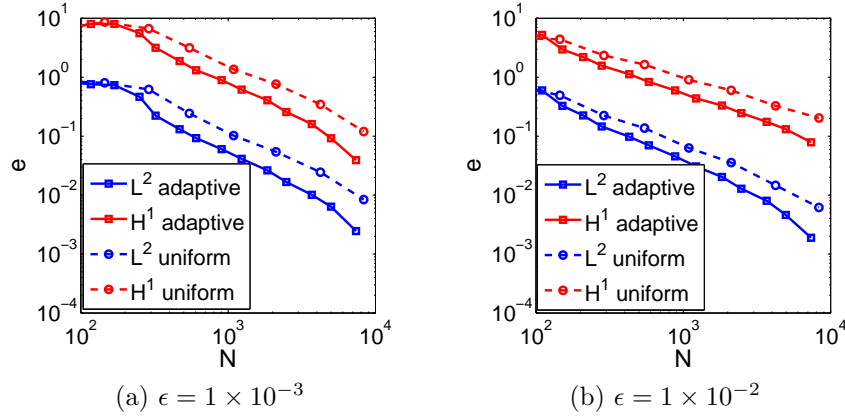 10^1
10^0
10^-1
10^-2
10^-3
10^-4
e
L^2 adaptive
H^1 adaptive
L^2 uniform
H^1 uniform
10^2 10^3 10^4
N
(a) ϵ = 1 × 10^−3
10^1
10^0
10^-1
10^-2
10^-3
10^-4
e
L^2 adaptive
H^1 adaptive
L^2 uniform
H^1 uniform
10^2 10^3 10^4
N
(b) ϵ = 1 × 10^−2